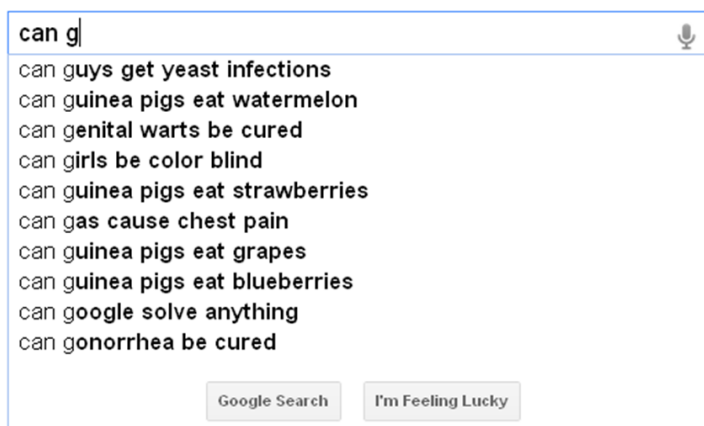 can g
can guys get yeast infections
can guinea pigs eat watermelon
can genital warts be cured
can girls be color blind
can guinea pigs eat strawberries
can gas cause chest pain
can guinea pigs eat grapes
can guinea pigs eat blueberries
can google solve anything
can gonorrhea be cured
Google Search I'm Feeling Lucky